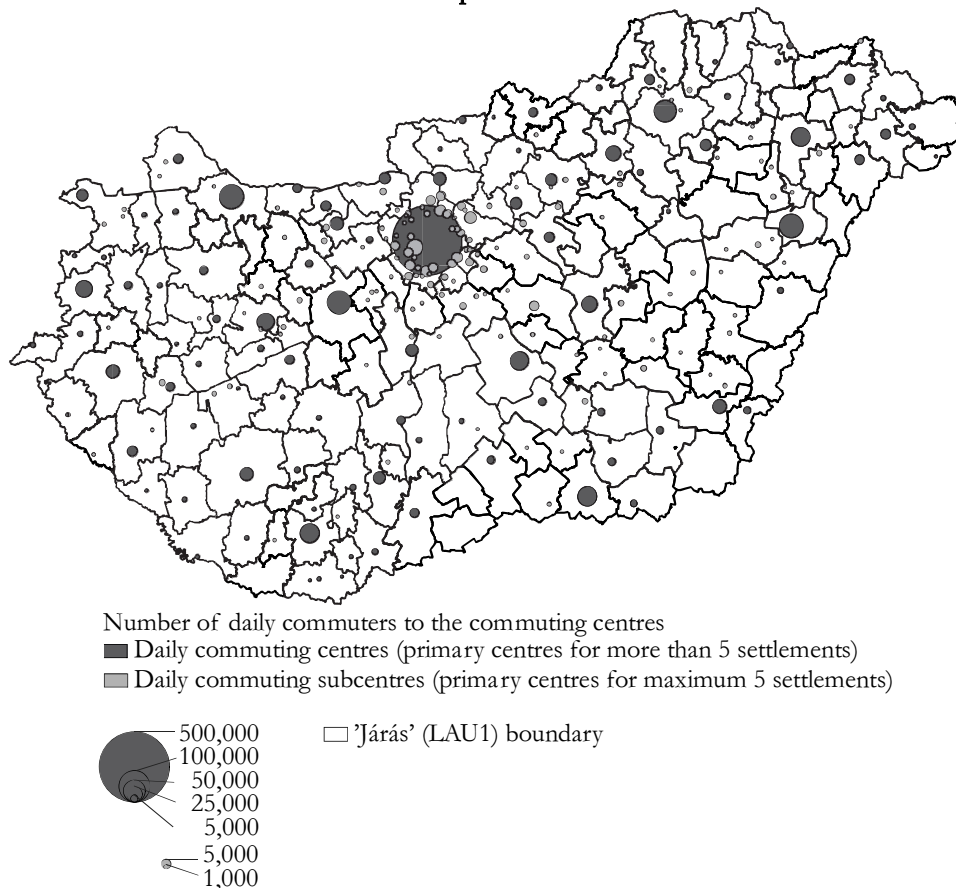 Number of daily commuters to the commuting centres
Daily commuting centres (primary centres for more than 5 settlements)
Daily commuting subcentres (primary centres for maximum 5 settlements)
500,000
100,000
50,000
25,000
5,000
5,000
1,000
'Járás' (LAU1) boundary